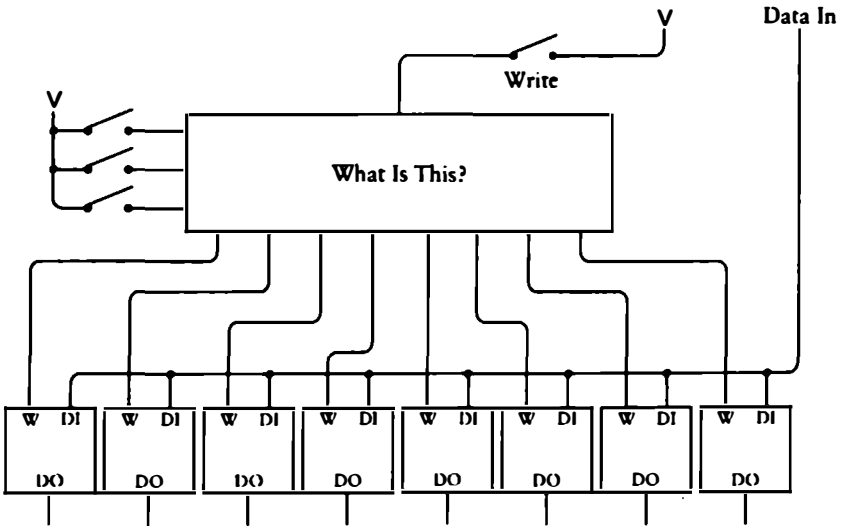 V Data In
Write
V
What Is This?
W DI W DI W DI W DI W DI W DI W DI W DI
DO DO DO DO DO DO DO DO